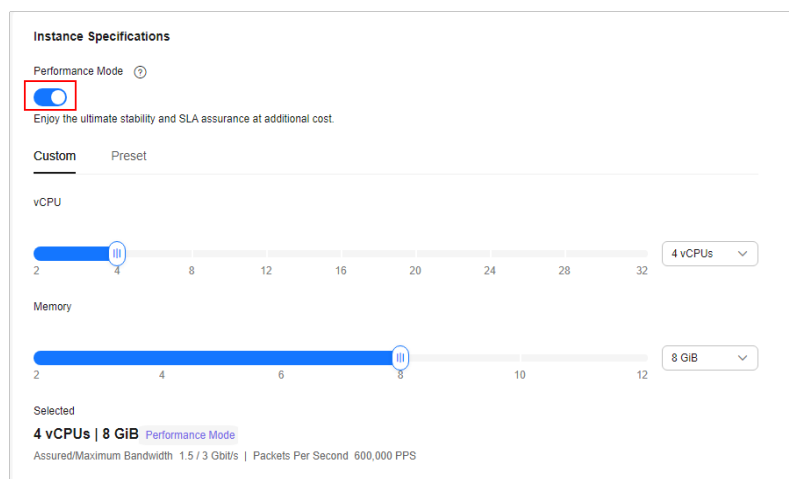 Instance Specifications
Performance Mode ?
Enjoy the ultimate stability and SLA assurance at additional cost.
Custom Preset
vCPU
4 vCPUs
2 4 8 12 16 20 24 28 32
Memory
8 GiB
2 4 6 8 10 12
Selected
4 vCPUs | 8 GiB Performance Mode
Assured/Maximum Bandwidth 1.5 / 3 Gbit/s | Packets Per Second 600,000 PPS